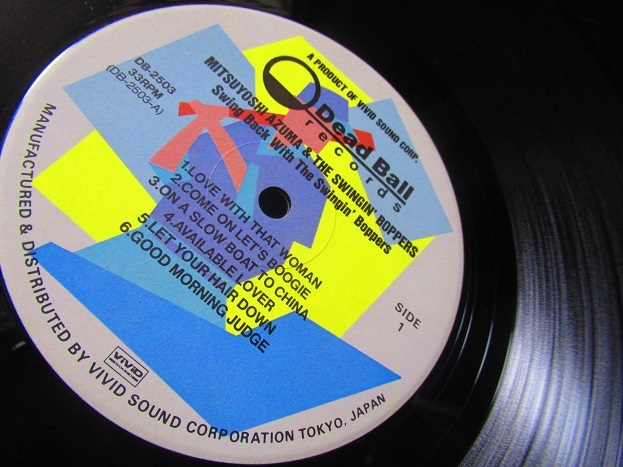 A PRODUCT OF VIVID SOUND CORP.
Dead Ball
records
DB-2503
33RPM
(DB-2503-A)
MITSUYOSHI AZUMA & THE SWINGIN' BOPPERS
Swing Back With The Swingin' Boppers
1.LOVE WITH THAT WOMAN
2.COME ON LET'S BOOGIE
3.ON A SLOW BOAT TO CHINA
4.AVAILABLE LOVER
5.LET YOUR HAIR DOWN
6.GOOD MORNING JUDGE
SIDE
1
VIVID
MANUFACTURED & DISTRIBUTED BY VIVID SOUND CORPORATION TOKYO, JAPAN